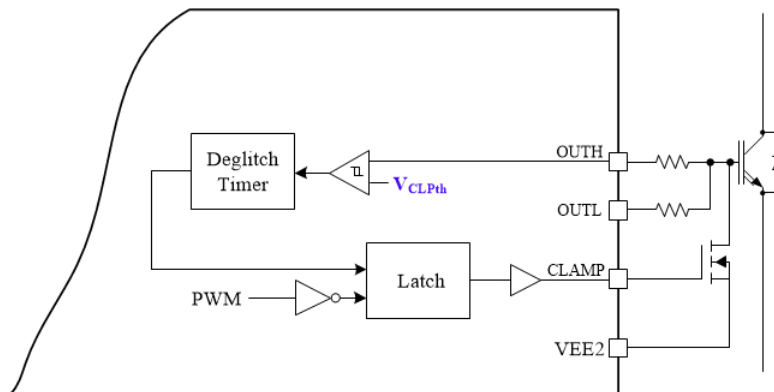 OUTH
Deglitch
Timer
VCLPth
OUTL
CLAMP
Latch
PWM
VEE2